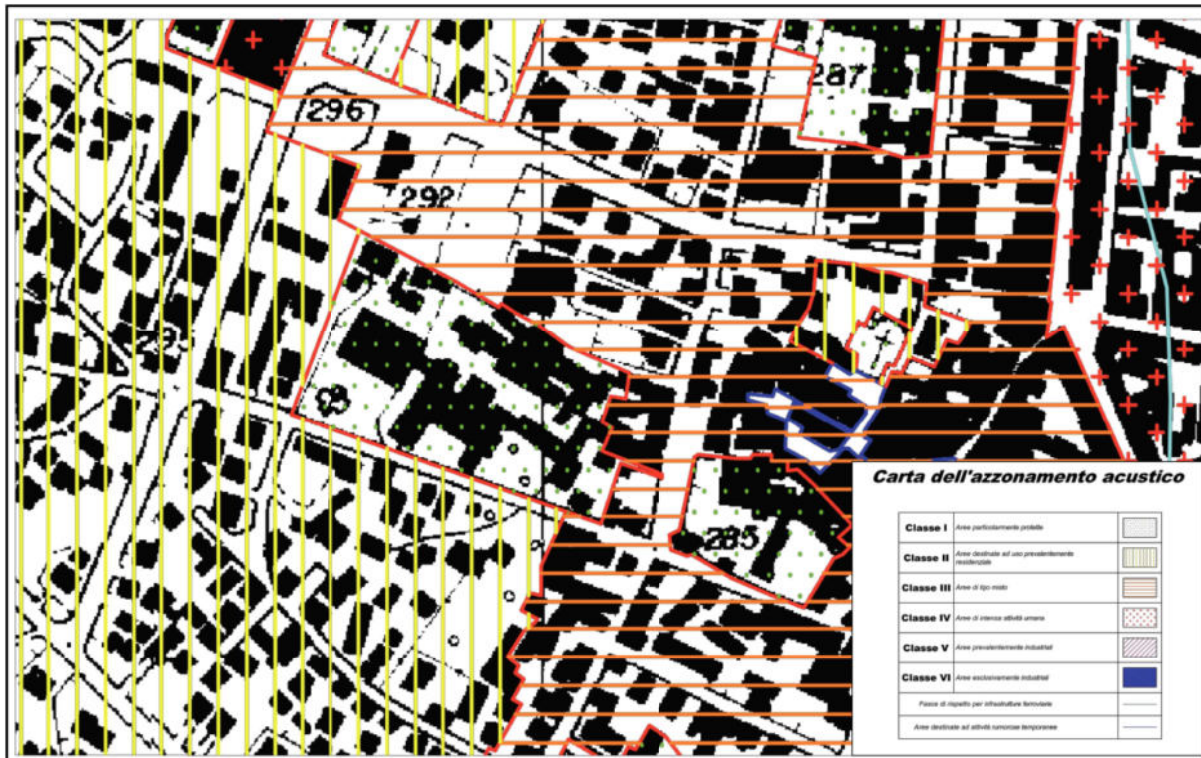 296
287
292
295
93
285
Carta dell'azzonamento acustico
Classe I Aree particolarmente protette
Classe II Aree destinate ad uso prevalentemente
residenziale
Classe III Aree di tipo misto
Classe IV Aree di intensa attività umana
Classe V Aree prevalentemente industriali
Classe VI Aree esclusivamente industriali
Fasce di rispetto per infrastrutture ferroviarie
Aree destinate ad attività rumorose temporanee